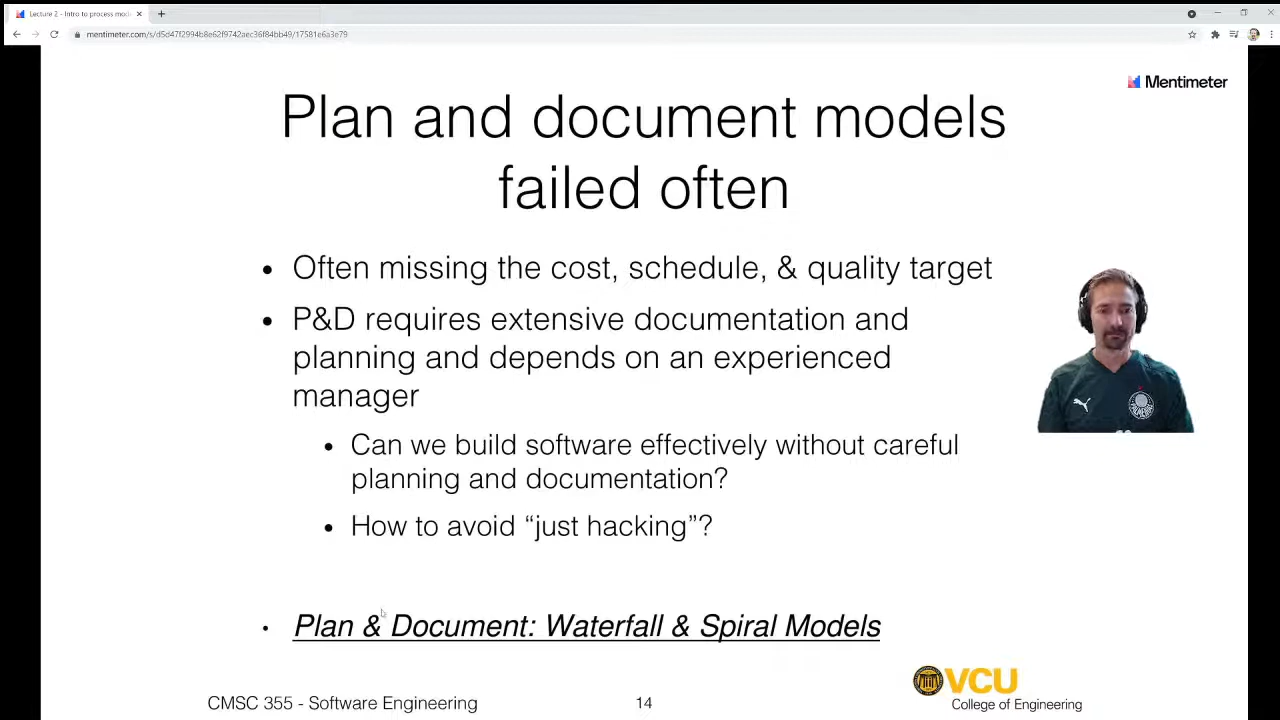 Lecture 2 - Intro to process mod
mentimeter.com/s/d5d47f2994b8e62f9742aec36f84bb49/17581e6a3e79
Mentimeter
Plan and document models
failed often
• Often missing the cost, schedule, & quality target
• P&D requires extensive documentation and
planning and depends on an experienced
manager
• Can we build software effectively without careful
planning and documentation?
• How to avoid “just hacking”?
• Plan & Document: Waterfall & Spiral Models
CMSC 355 - Software Engineering
14
VCU
College of Engineering